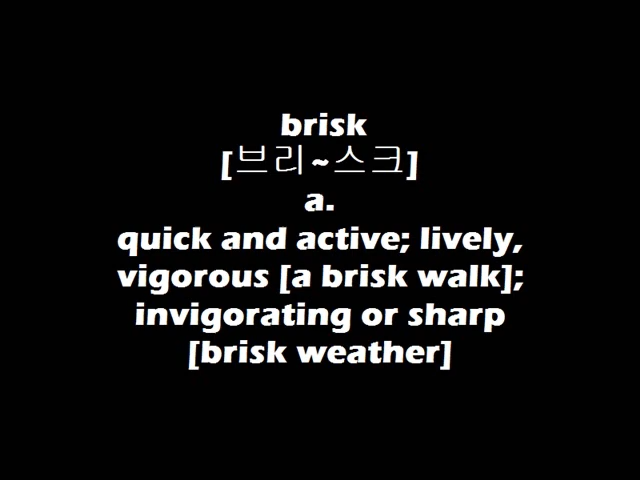 brisk
[브리~스크]
a.
quick and active; lively,
vigorous [a brisk walk];
invigorating or sharp
[brisk weather]